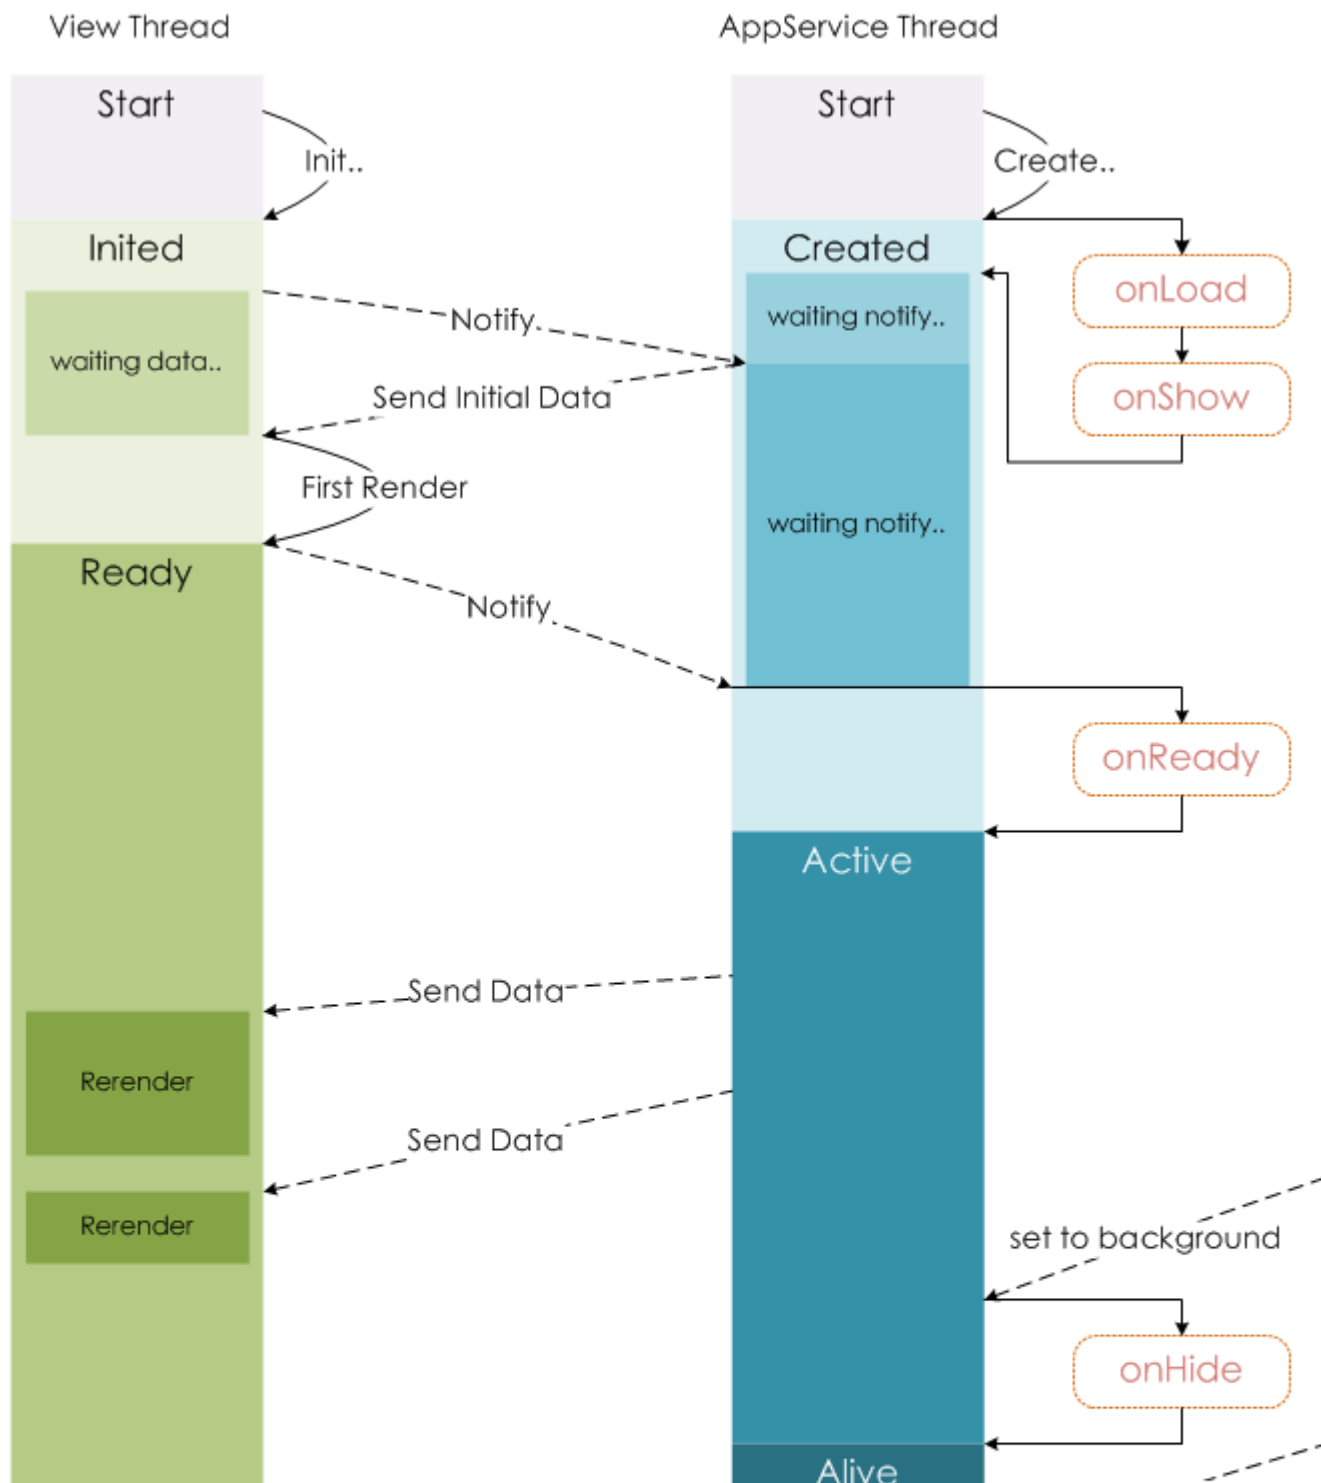 View Thread
AppService Thread
Start
Start
Init..
Create..
Inited
Created
onLoad
waiting notify..
Notify
waiting data..
Send Initial Data
onShow
First Render
waiting notify..
Ready
Notify
onReady
Active
Send Data
Rerender
Send Data
Rerender
set to background
onHide
Alive